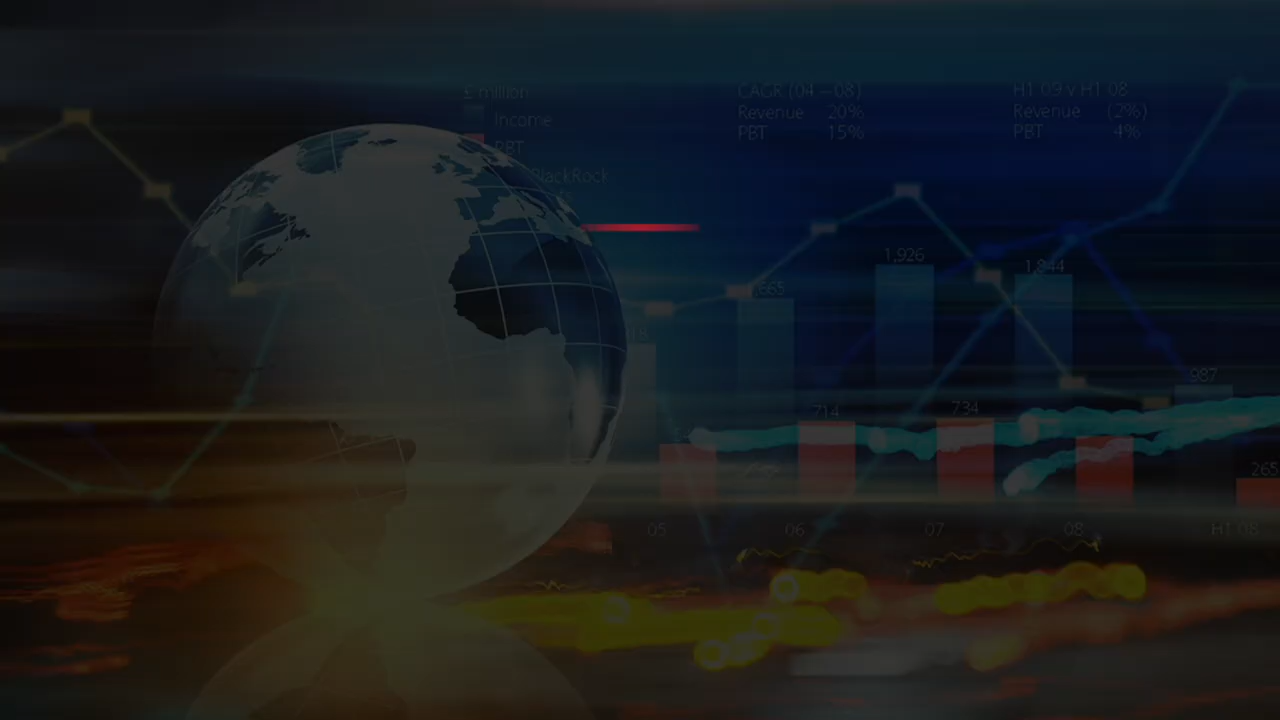 £ million
Income
PBT
BlackRock
CAGR (04 – 08)
Revenue 20%
PBT 15%
H1 09 v H1 08
Revenue (2%)
PBT 4%
1,926
1,844
987
714
734
265
05
06
07
08
H1 08